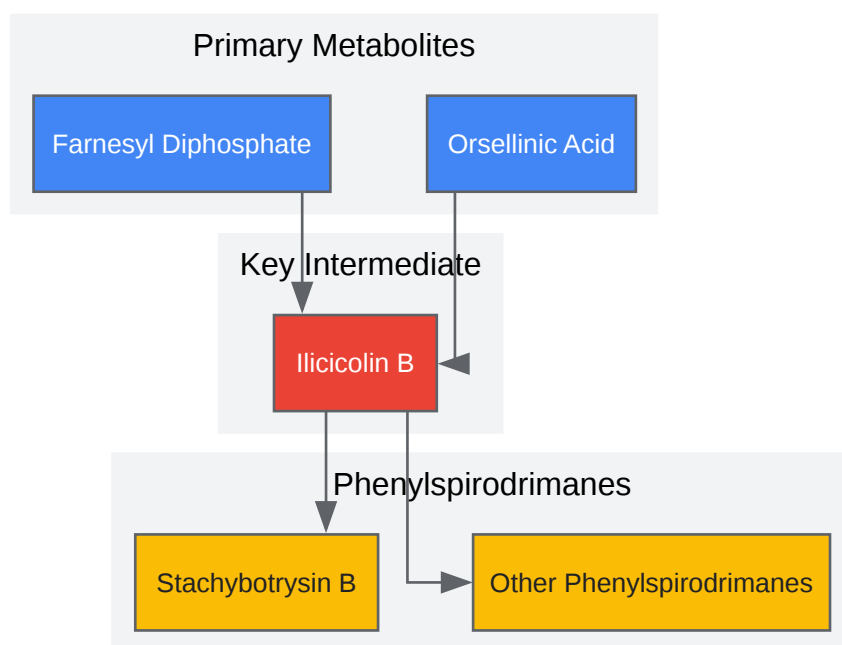 Primary Metabolites
Farnesyl Diphosphate
Orsellinic Acid
Key Intermediate
Ilicicolin B
Phenylspirodrimanes
Stachybotrysin B
Other Phenylspirodrimanes